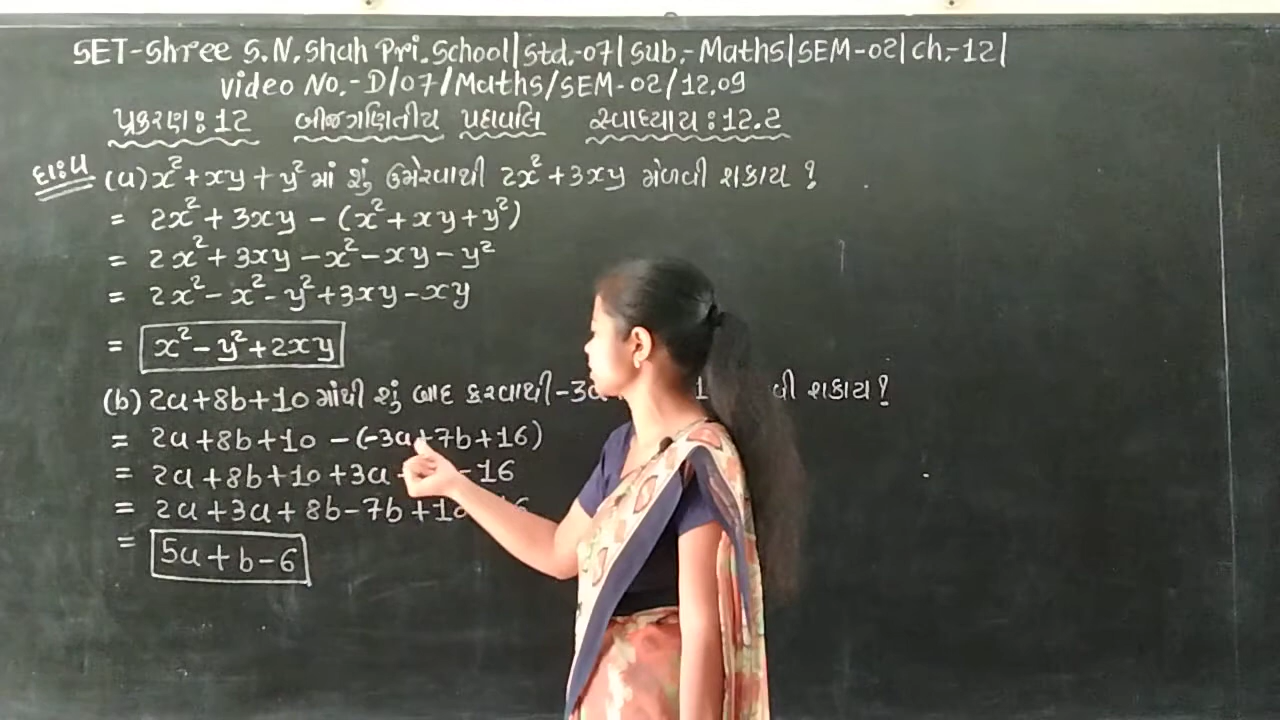 SET-Shree S.N.Shah Pri.School|Std.-07|Sub.-Maths|SEM-02|ch.-12|
Video No.-D/07/Maths/SEM-02/12.09
પ્રકરણ:12 બીજગણિતીય પદાવલિ સ્વાધ્યાય:12.2
દા:5 (a) x²+xy+y² માં શું ઉમેરવાથી 2x²+3xy મેળવી શકાય ?
= 2x²+3xy-(x²+xy+y²)
= 2x²+3xy-x²-xy-y²
= 2x²-x²-y²+3xy-xy
= x²-y²+2xy
(b) 2a+8b+10 માંથી શું બાદ કરવાથી -3a શકાય ?
= 2a+8b+10-(-3a+7b+16)
= 2a+8b+10+3a -16
= 2a+3a+8b-7b+10
= 5a+b-6